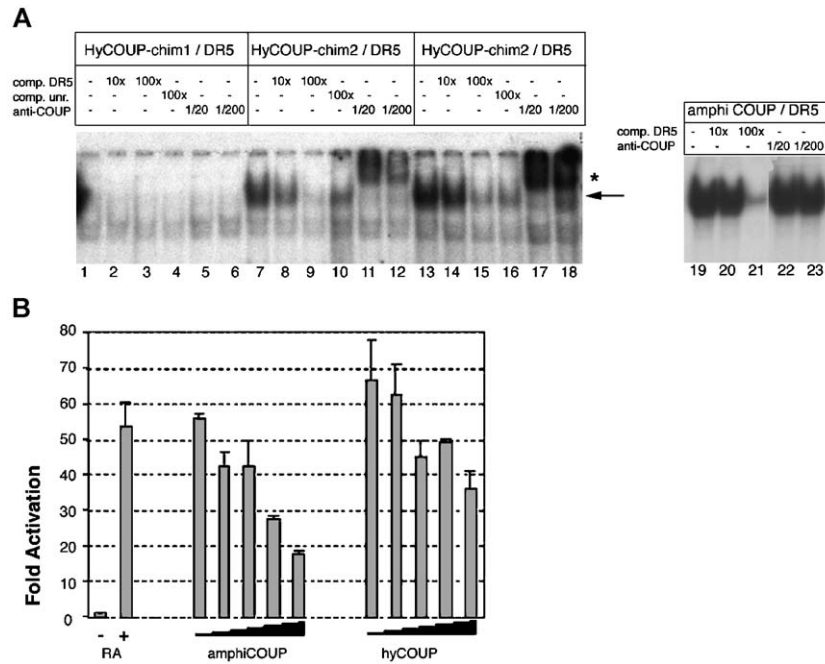 A
HyCOUP-chim1 / DR5 HyCOUP-chim2 / DR5 HyCOUP-chim2 / DR5
comp. DR5 - 10x 100x - - - - 10x 100x - - - - 10x 100x - - -
comp. unr. - - - 100x - - - - - 100x - - - - - 100x - -
anti-COUP - - - - 1/20 1/200 - - - - 1/20 1/200 - - - - 1/20 1/200
*
1 2 3 4 5 6 7 8 9 10 11 12 13 14 15 16 17 18
amphi COUP / DR5
comp. DR5 - 10x 100x - -
anti-COUP - - - 1/20 1/200
19 20 21 22 23
B
Fold Activation
80
70
60
50
40
30
20
10
0
- +
RA amphiCOUP hyCOUP